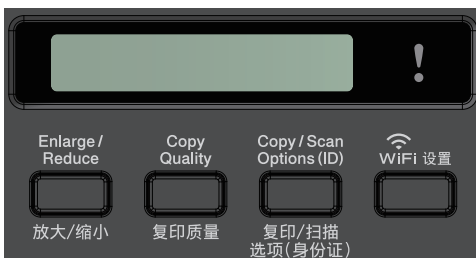 !
Enlarge/
Reduce
Copy
Quality
Copy/Scan
Options (ID)
WiFi 设置
放大/缩小
复印质量
复印/扫描
选项(身份证)